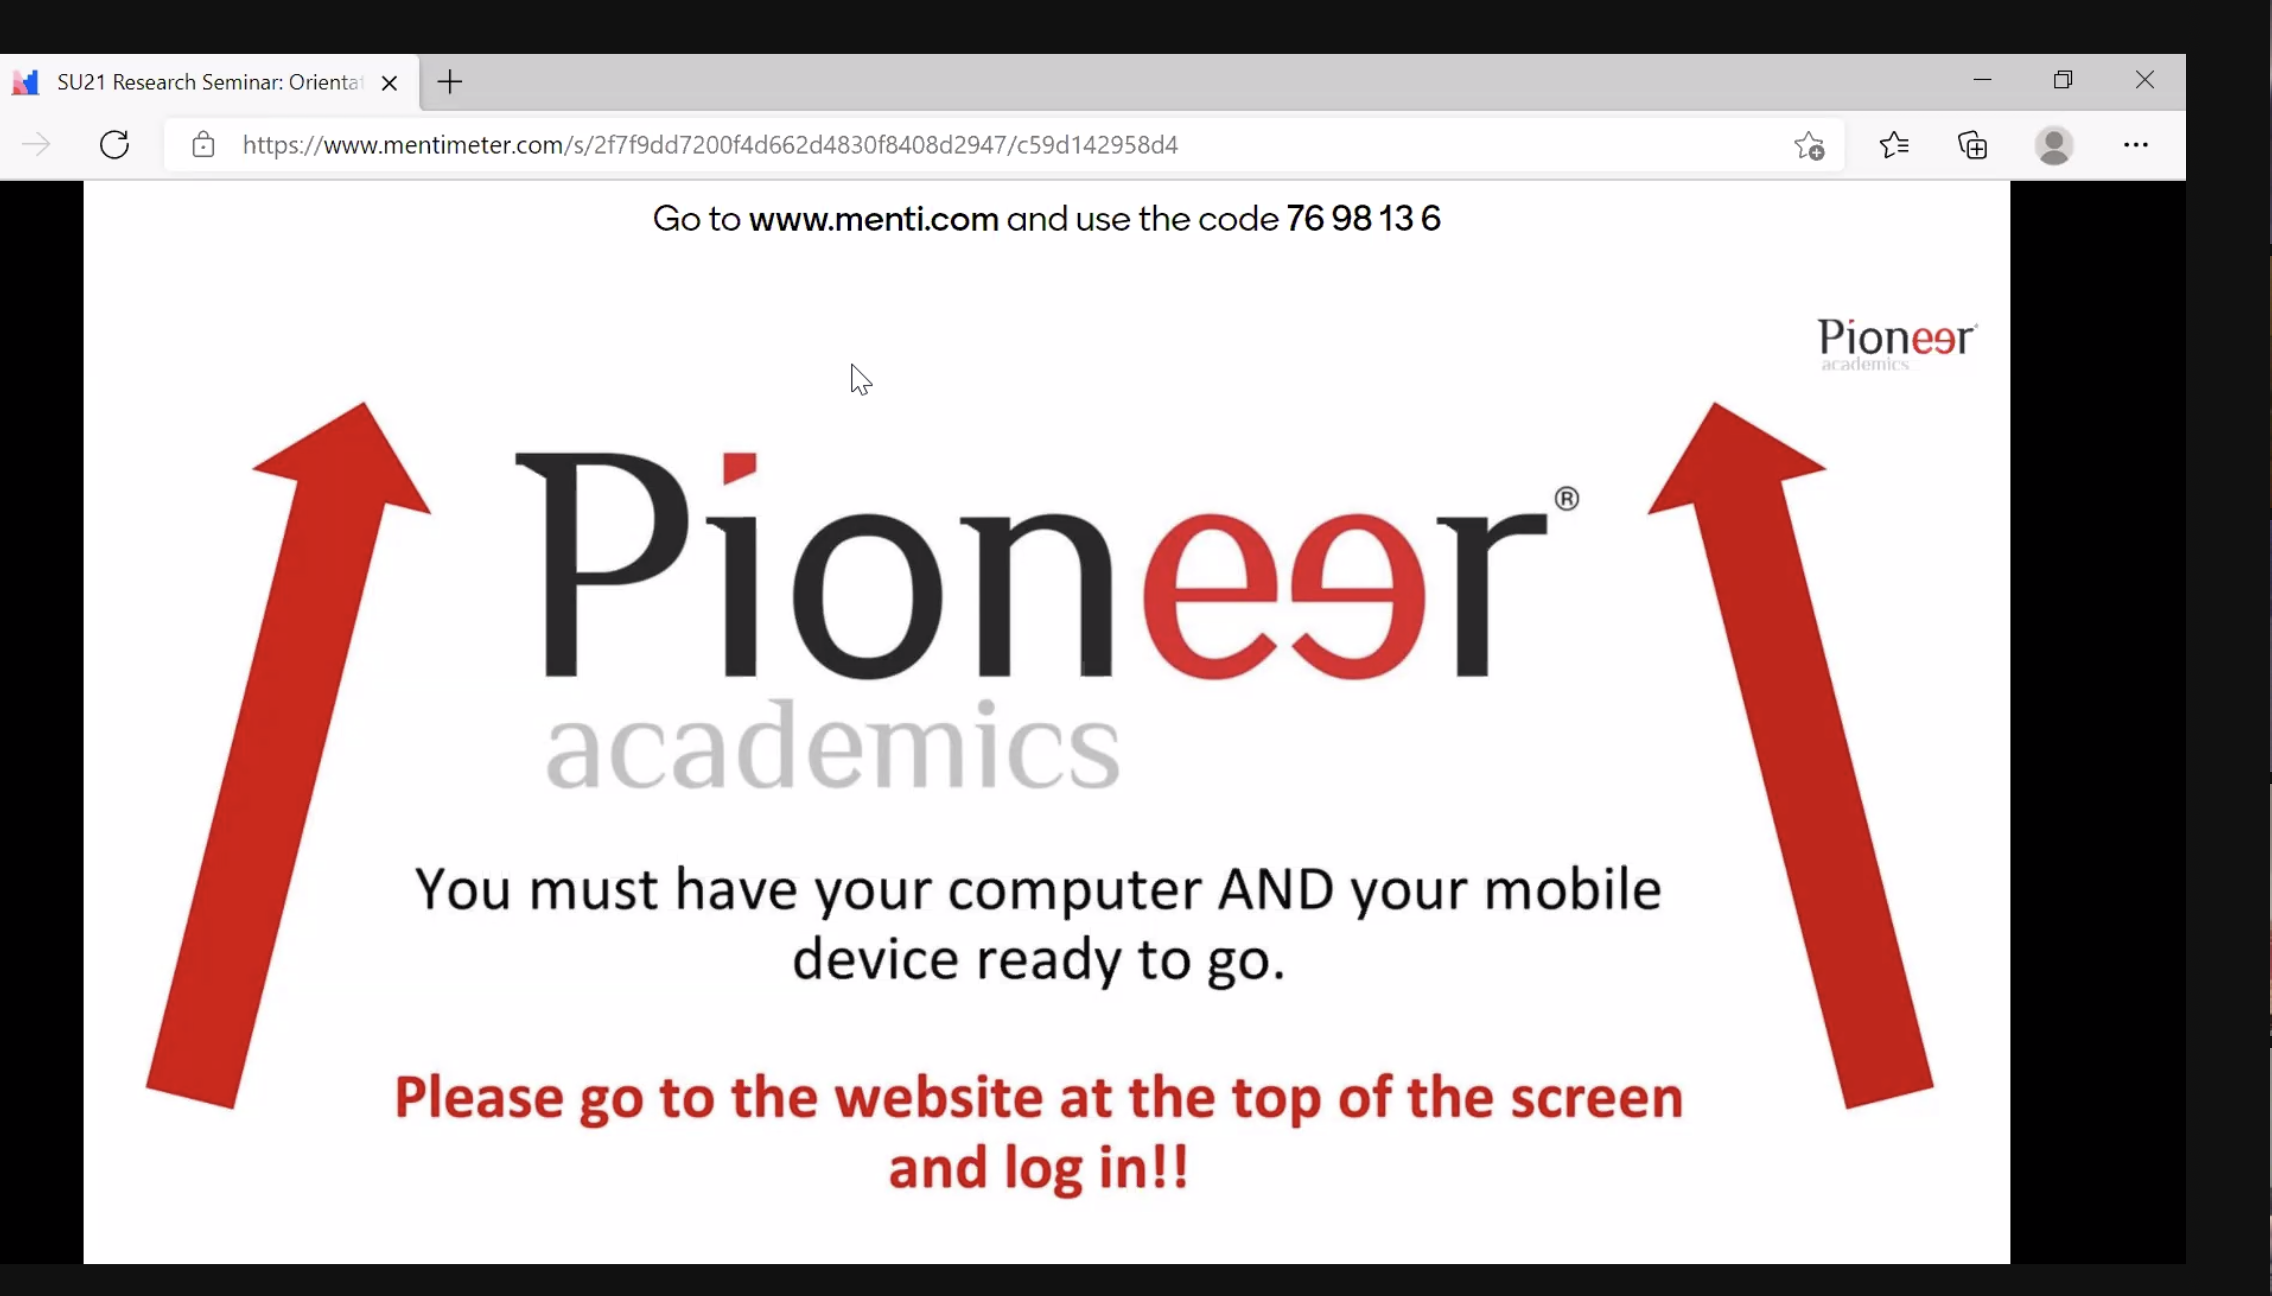 SU21 Research Seminar: Orienta
https://www.mentimeter.com/s/2f7f9dd7200f4d662d4830f8408d2947/c59d142958d4
Go to www.menti.com and use the code 76 98 13 6
Pioneer
academics
Pioneer®
academics
You must have your computer AND your mobile
device ready to go.
Please go to the website at the top of the screen
and log in!!